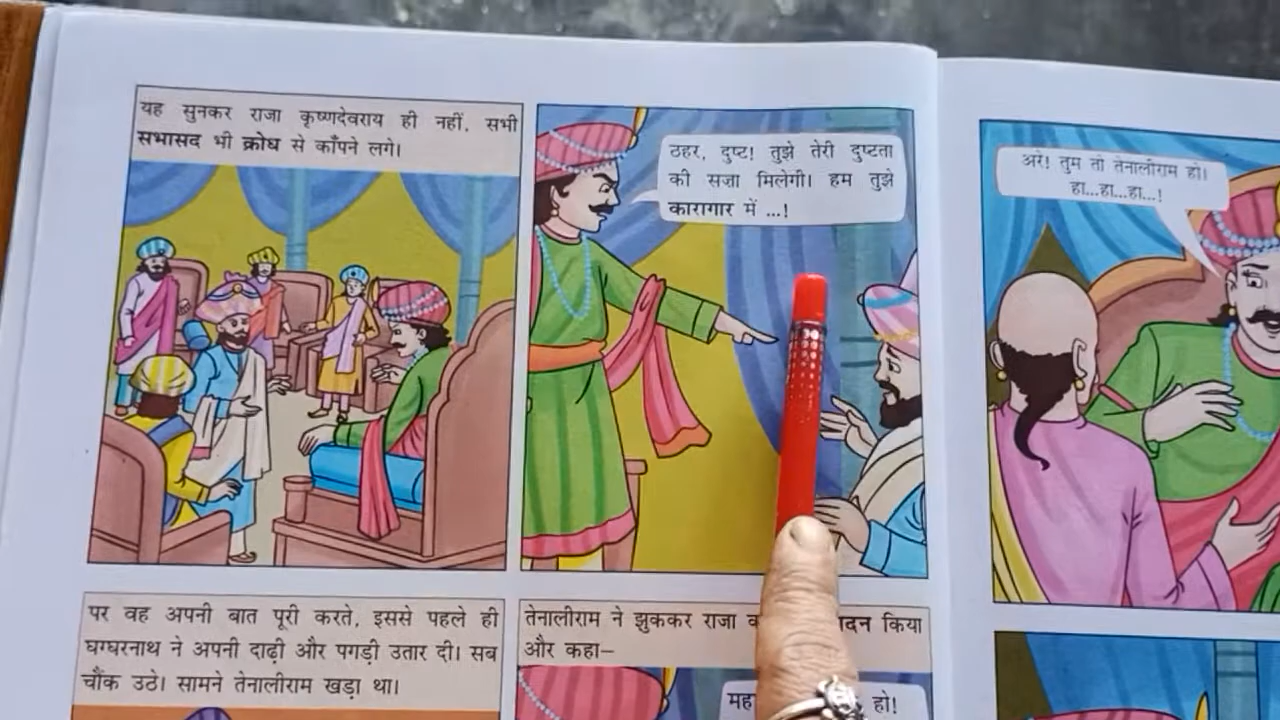 यह सुनकर राजा कृष्णदेवराय ही नहीं, सभी
सभासद भी क्रोध से काँपने लगे।
ठहर, दुष्ट! तुझे तेरी दुष्टता
की सज़ा मिलेगी। हम तुझे
कारागार में ...!
पर वह अपनी बात पूरी करते, इससे पहले ही
घग्घरनाथ ने अपनी दाढ़ी और पगड़ी उतार दी। सब
चौंक उठे। सामने तेनालीराम खड़ा था।
तेनालीराम ने झुककर राजा किया
और कहा–
हो!
अरे! तुम तो तेनालीराम हो।
हा...हा...हा...!